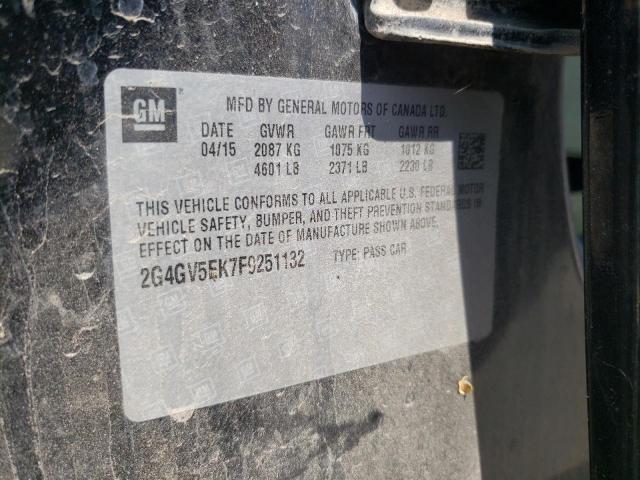 GM
MFD BY GENERAL MOTORS OF CANADA LTD.
DATE GVWR GAWR FRT GAWR RR
04/15 2087 KG 1075 KG 1012 KG
4601 LB 2371 LB 2230 LB
THIS VEHICLE CONFORMS TO ALL APPLICABLE U.S. FEDERAL MOTOR
VEHICLE SAFETY, BUMPER, AND THEFT PREVENTION STANDARDS IN
EFFECT ON THE DATE OF MANUFACTURE SHOWN ABOVE.
2G4GV5EK7F9251132 TYPE: PASS CAR